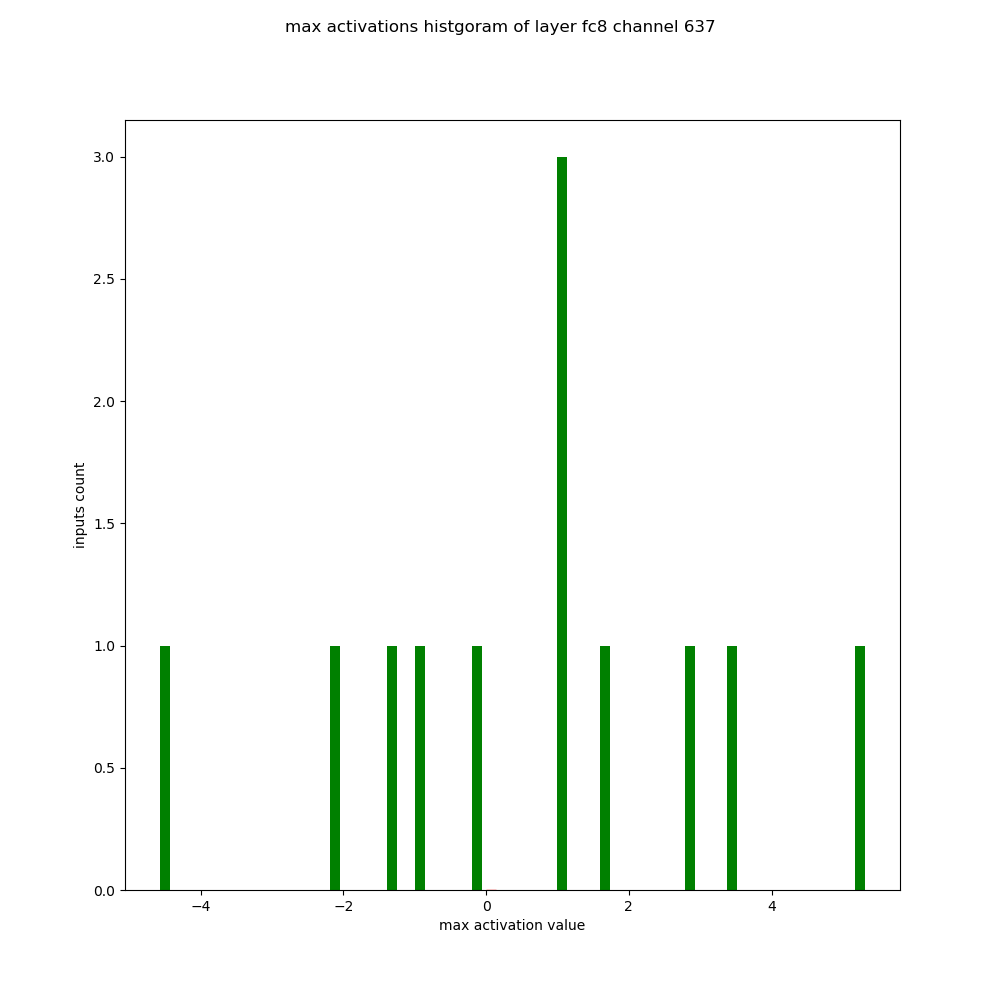 max activations histgoram of layer fc8 channel 637
3.0
2.5
2.0
1.5
1.0
0.5
0.0
inputs count
−4 −2 0 2 4
max activation value